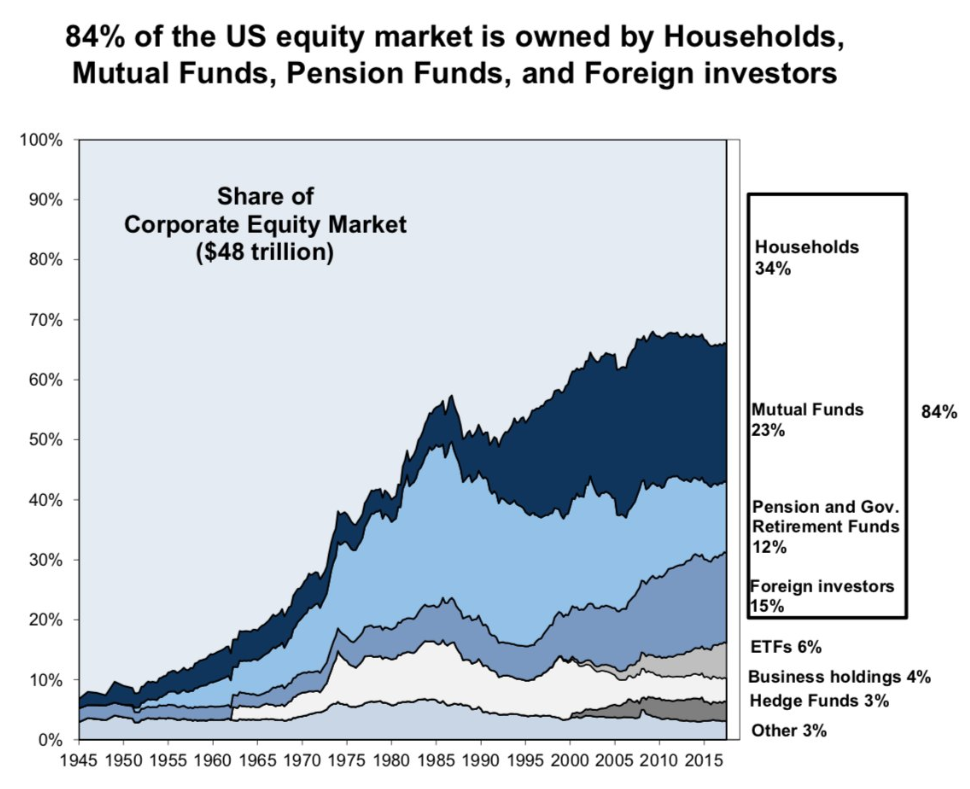 84% of the US equity market is owned by Households,
Mutual Funds, Pension Funds, and Foreign investors
100%
90%
80%
70%
60%
50%
40%
30%
20%
10%
0%
Share of
Corporate Equity Market
($48 trillion)
Households
34%
Mutual Funds
23%
84%
Pension and Gov.
Retirement Funds
12%
Foreign investors
15%
ETFs 6%
Business holdings 4%
Hedge Funds 3%
Other 3%
1945 1950 1955 1960 1965 1970 1975 1980 1985 1990 1995 2000 2005 2010 2015